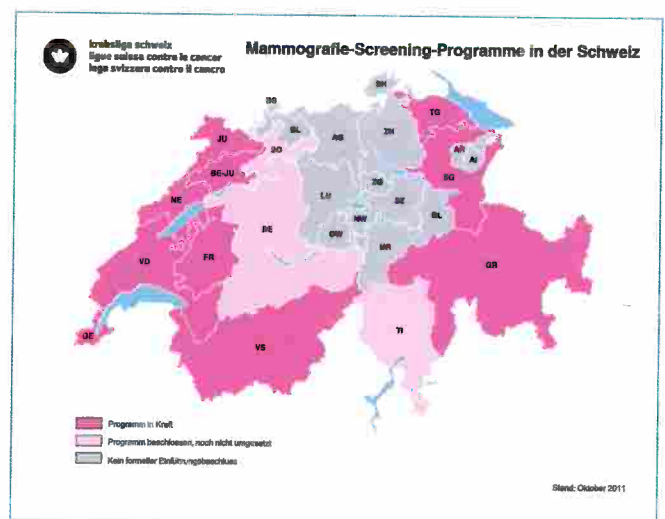 krebsliga schweiz
ligue suisse contre le cancer
lega svizzera contro il cancro
Mammografie-Screening-Programme in der Schweiz
SH
BS
TG
BL
AG
ZH
JU
SO
AR
AI
BE-JU
ZG
SG
NE
LU
SZ
NW
GL
BE
OW
UR
VD
FR
GR
GE
TI
VS
Programm in Kraft
Programm beschlossen, noch nicht umgesetzt
Kein formeller Einführungsbeschluss
Stand: Oktober 2011